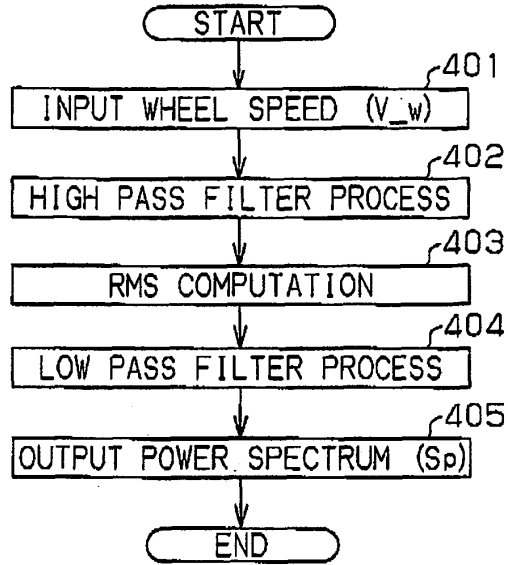 START
401
INPUT WHEEL SPEED (V_w)
402
HIGH PASS FILTER PROCESS
403
RMS COMPUTATION
404
LOW PASS FILTER PROCESS
405
OUTPUT POWER SPECTRUM (Sp)
END